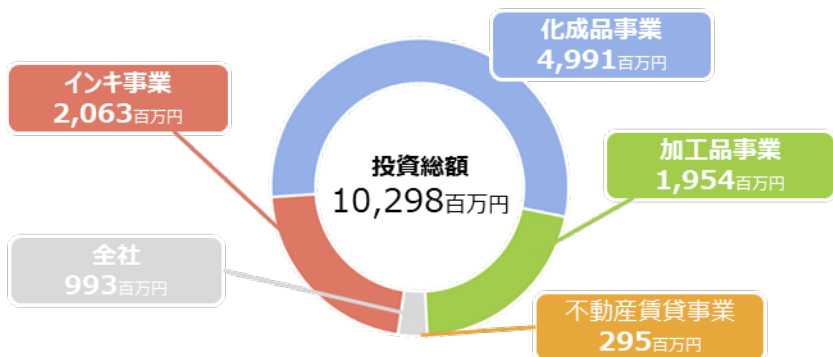 化成品事業
4,991百万円
インキ事業
2,063百万円
投資総額
10,298百万円
加工品事業
1,954百万円
全社
993百万円
不動産賃貸事業
295百万円